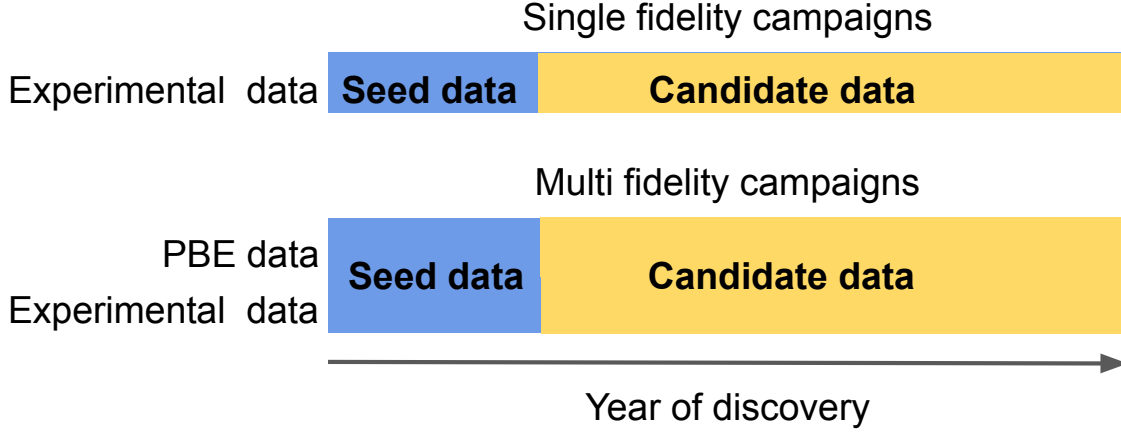 Single fidelity campaigns
Experimental data Seed data Candidate data
Multi fidelity campaigns
PBE data
Seed data Candidate data
Experimental data
Year of discovery